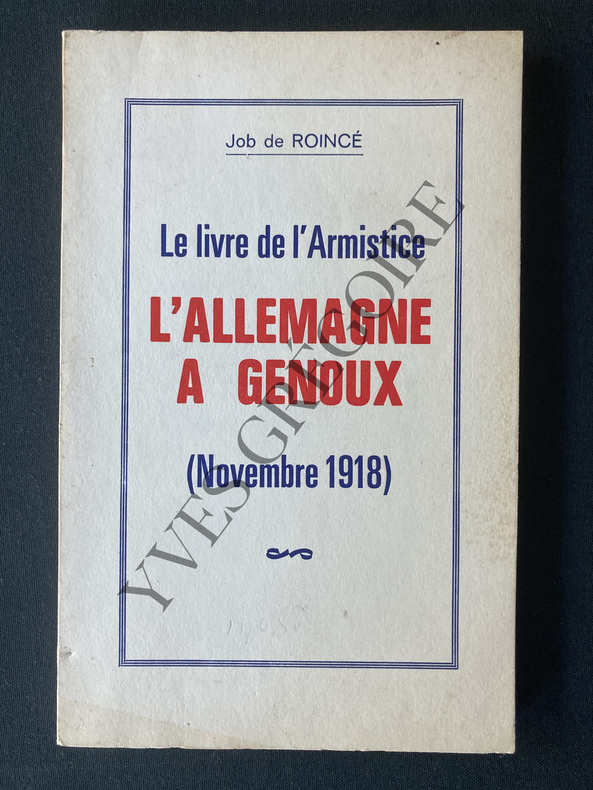 Job de ROINCÉ
Le livre de l'Armistice
L'ALLEMAGNE
A GENOUX
(Novembre 1918)
YVES GRÉGOIRE